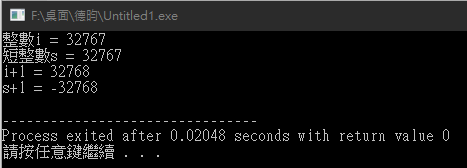 F:\桌面\德昀\Untitled1.exe
整數i = 32767
短整數s = 32767
i+1 = 32768
s+1 = -32768
--------------------------------
Process exited after 0.02048 seconds with return value 0
請按任意鍵繼續 . . .